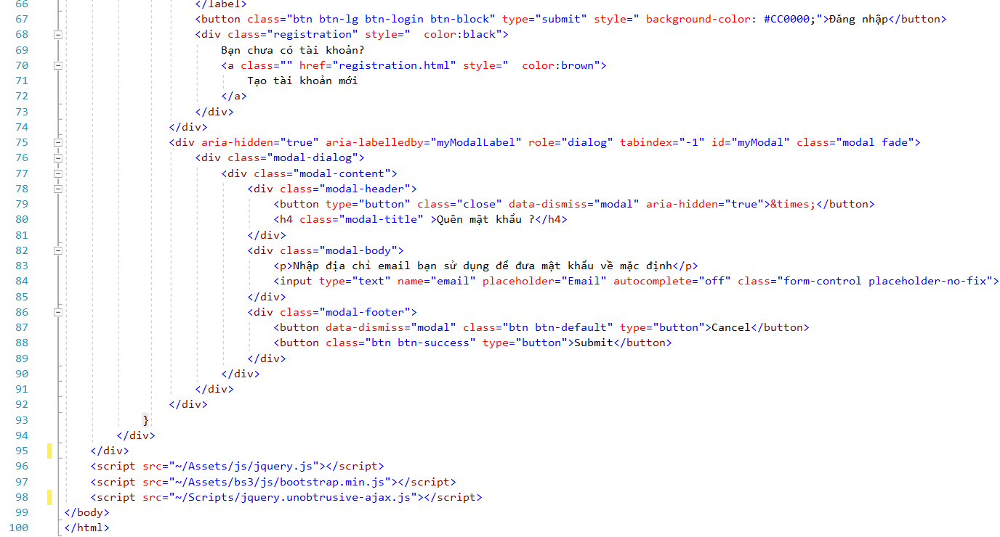 66 </label>
67 <button class="btn btn-lg btn-login btn-block" type="submit" style=" background-color: #CC0000;">Đăng nhập</button>
68 <div class="registration" style="  color:black">
69 Bạn chưa có tài khoản?
70 <a class="" href="registration.html" style="  color:brown">
71 Tạo tài khoản mới
72 </a>
73 </div>
74 </div>
75 <div aria-hidden="true" aria-labelledby="myModalLabel" role="dialog" tabindex="-1" id="myModal" class="modal fade">
76 <div class="modal-dialog">
77 <div class="modal-content">
78 <div class="modal-header">
79 <button type="button" class="close" data-dismiss="modal" aria-hidden="true">&times;</button>
80 <h4 class="modal-title" >Quên mật khẩu ?</h4>
81 </div>
82 <div class="modal-body">
83 <p>Nhập địa chỉ email bạn sử dụng để đưa mật khẩu về mặc định</p>
84 <input type="text" name="email" placeholder="Email" autocomplete="off" class="form-control placeholder-no-fix">
85 </div>
86 <div class="modal-footer">
87 <button data-dismiss="modal" class="btn btn-default" type="button">Cancel</button>
88 <button class="btn btn-success" type="button">Submit</button>
89 </div>
90 </div>
91 </div>
92 </div>
93 }
94 </div>
95 </div>
96 <script src="~/Assets/js/jquery.js"></script>
97 <script src="~/Assets/bs3/js/bootstrap.min.js"></script>
98 <script src="~/Scripts/jquery.unobtrusive-ajax.js"></script>
99 </body>
100 </html>